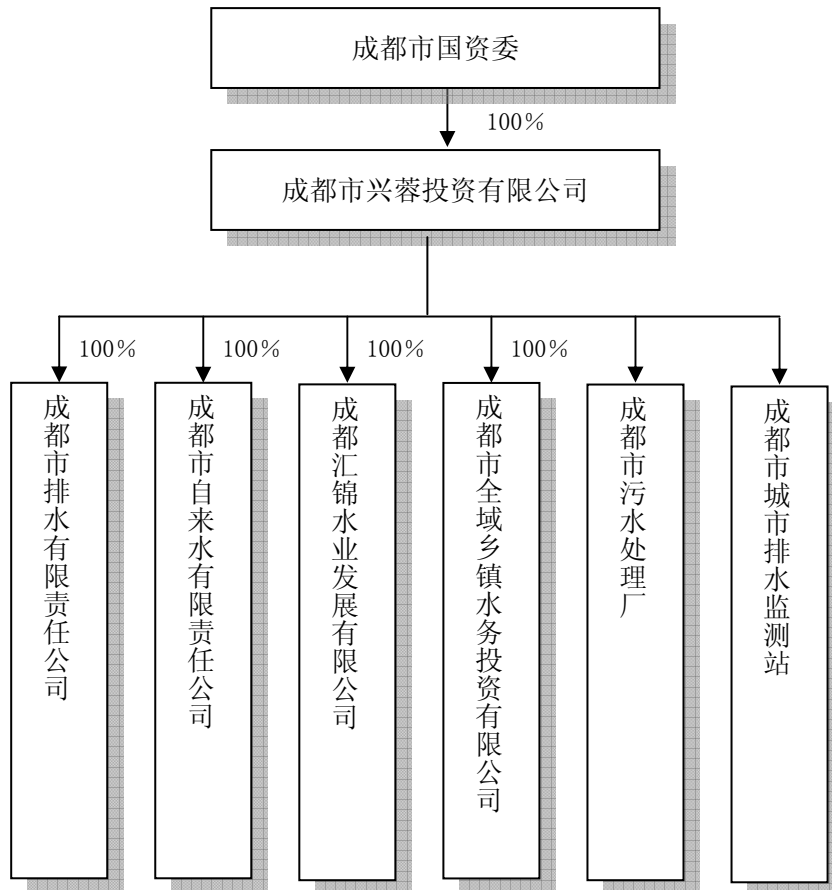 成都市国资委
100%
成都市兴蓉投资有限公司
100%
100%
100%
100%
成都市排水有限责任公司
成都市自来水有限责任公司
成都汇锦水业发展有限公司
成都市全域乡镇水务投资有限公司
成都市污水处理厂
成都市城市排水监测站